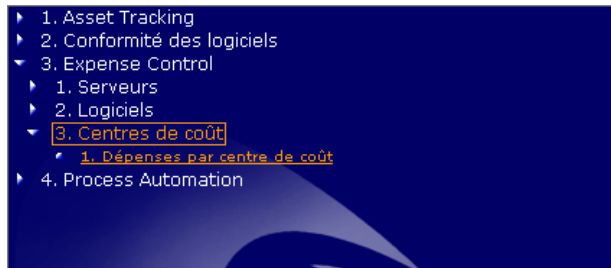 1. Asset Tracking
2. Conformité des logiciels
3. Expense Control
1. Serveurs
2. Logiciels
3. Centres de coût
1. Dépenses par centre de coût
4. Process Automation